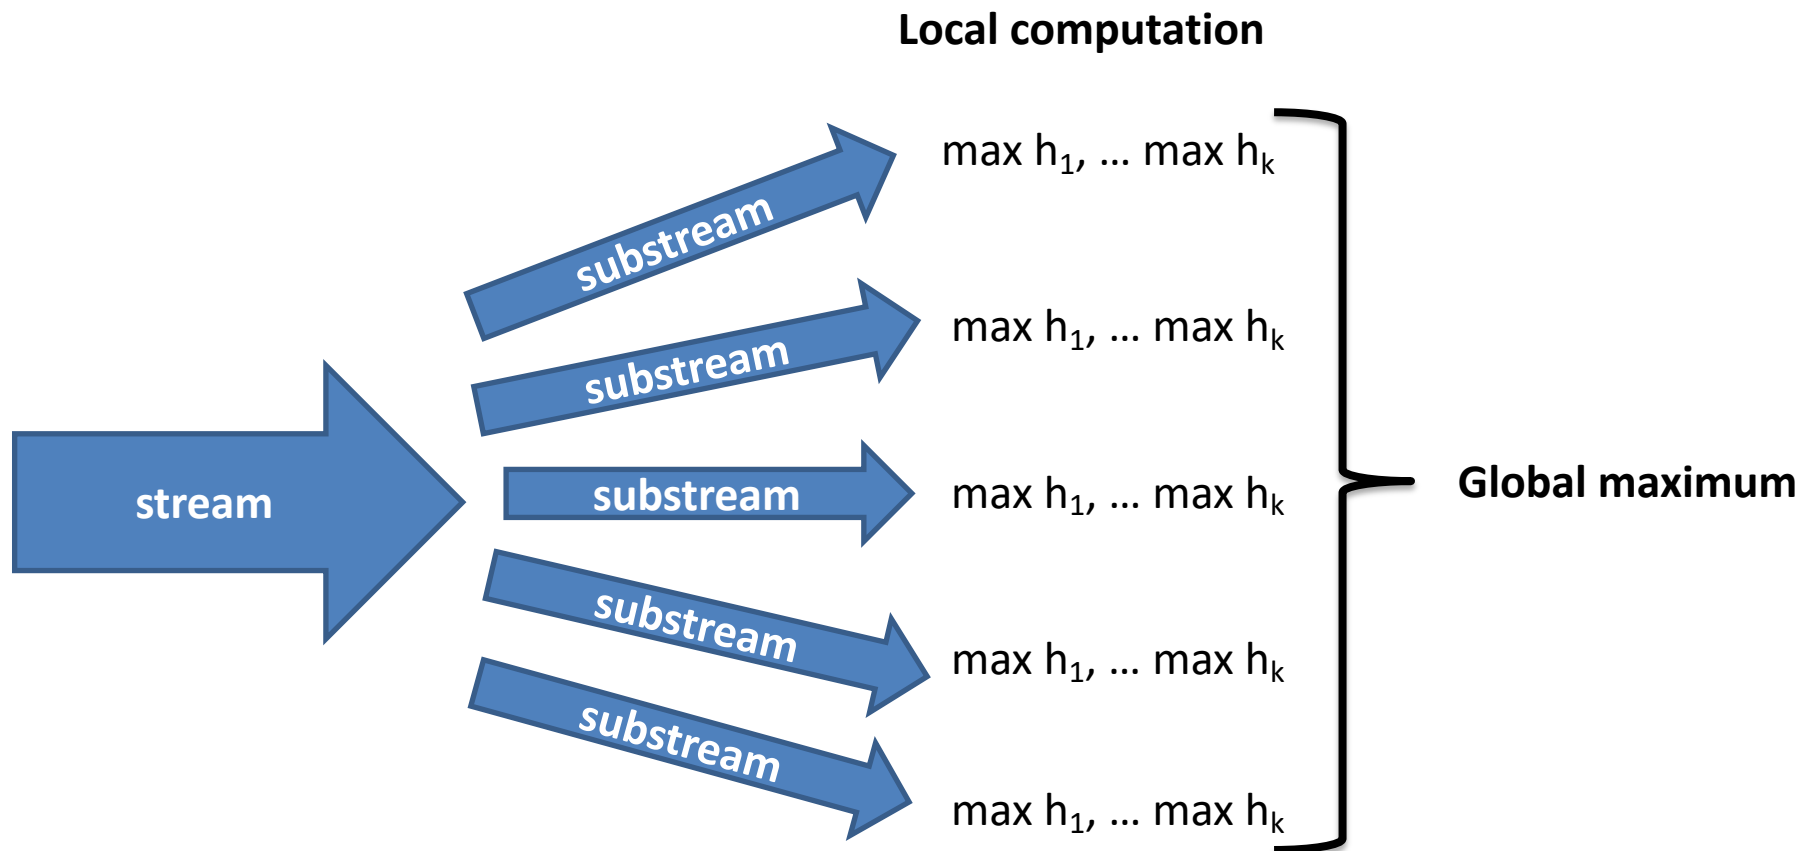 Local computation
substream
max h₁, ... max hₖ
substream
max h₁, ... max hₖ
stream
substream
max h₁, ... max hₖ
Global maximum
substream
max h₁, ... max hₖ
substream
max h₁, ... max hₖ